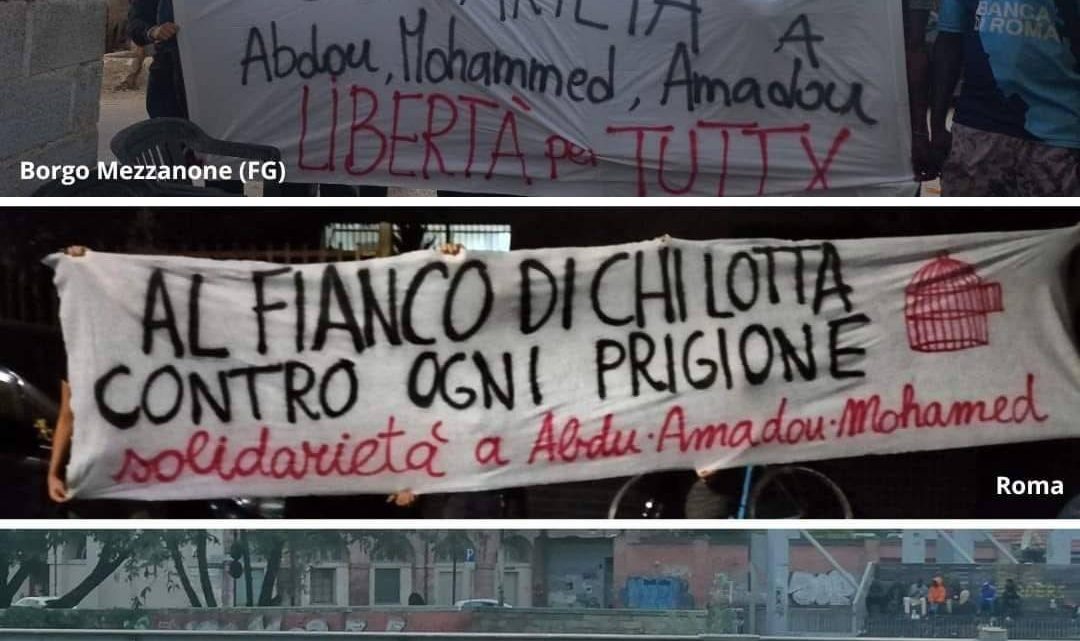 BANCA
DI ROMA
A
Abdou, Mohammed, Amadou
LIBERTÀ per TUTTX
Borgo Mezzanone (FG)
AL FIANCO DI CHI LOTTA
CONTRO OGNI PRIGIONE
solidarietà a Abdu·Amadou·Mohamed
Roma
P